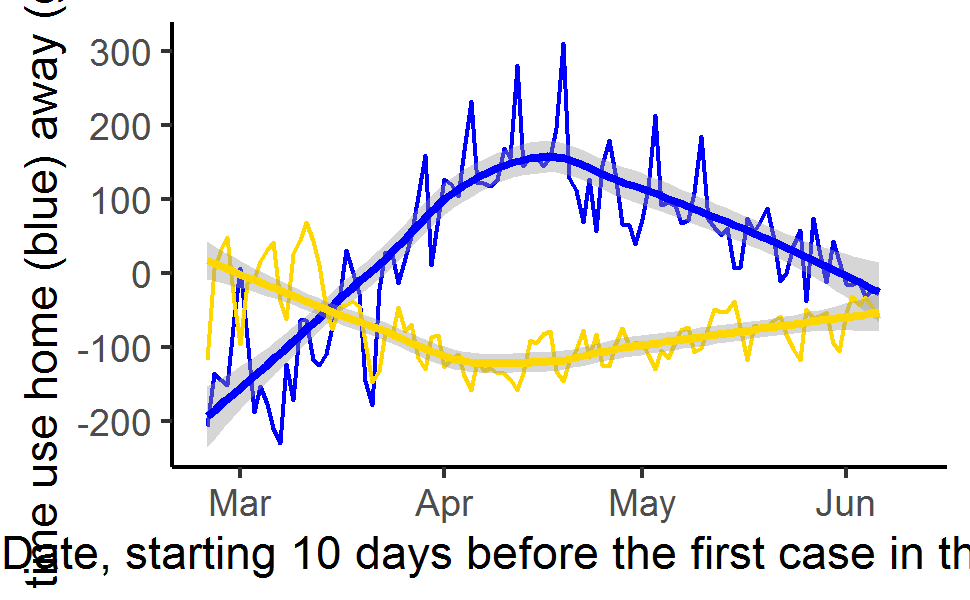 time use home (blue) away (
300
200
100
0
-100
-200
Mar Apr May Jun
Date, starting 10 days before the first case in th